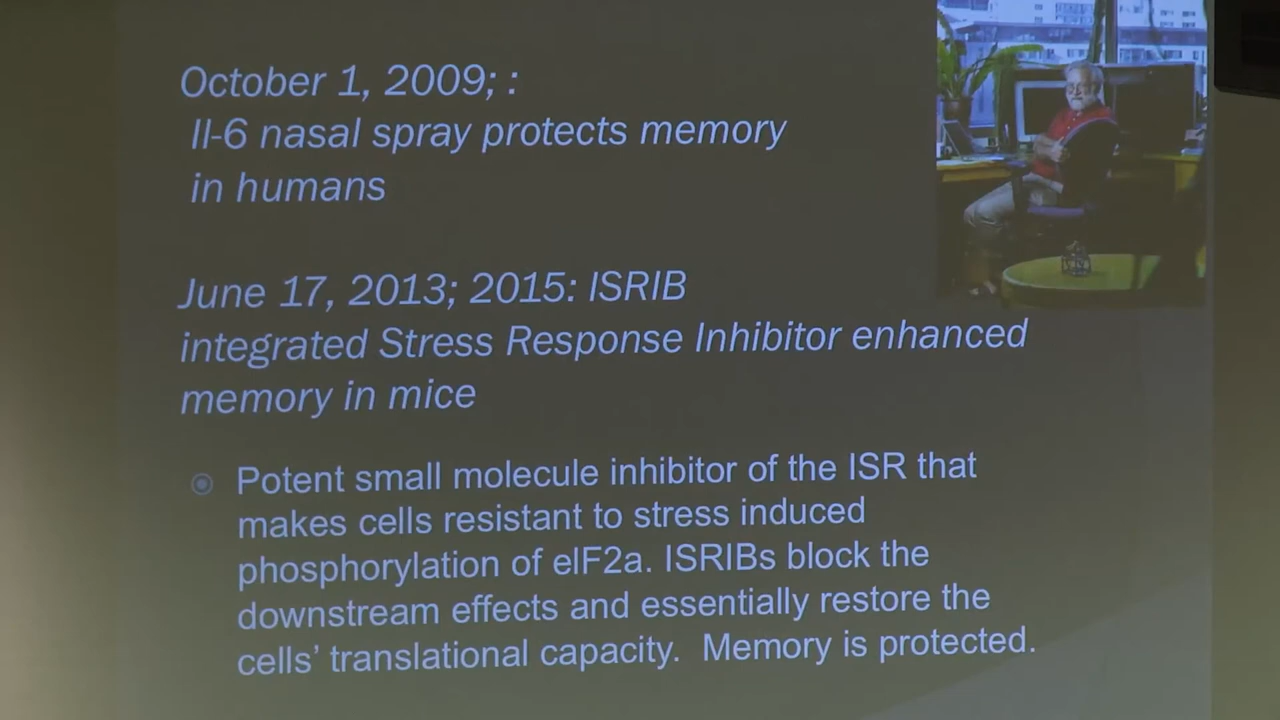 October 1, 2009; :
Il-6 nasal spray protects memory
in humans
June 17, 2013; 2015: ISRIB
integrated Stress Response Inhibitor enhanced
memory in mice
Potent small molecule inhibitor of the ISR that
makes cells resistant to stress induced
phosphorylation of eIF2a. ISRIBs block the
downstream effects and essentially restore the
cells’ translational capacity. Memory is protected.